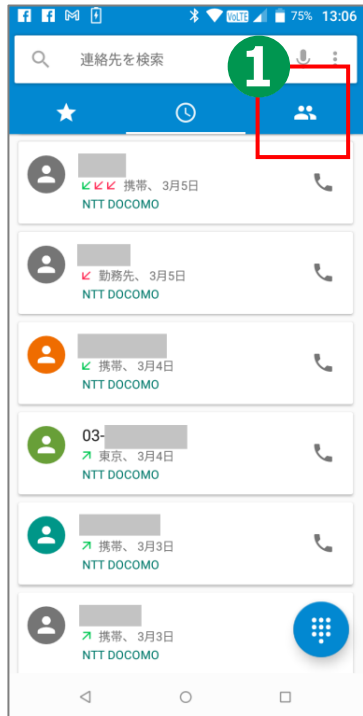 VoLTE 75% 13:06
連絡先を検索
1
携帯、 3月5日
NTT DOCOMO
勤務先、 3月5日
NTT DOCOMO
携帯、 3月4日
NTT DOCOMO
03-
東京、 3月4日
NTT DOCOMO
携帯、 3月3日
NTT DOCOMO
携帯、 3月3日
NTT DOCOMO